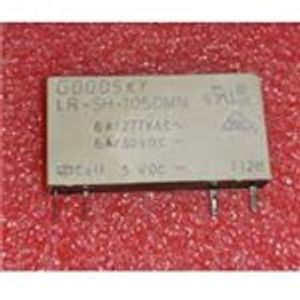 GOODSKY
LR-SH-105DMN
6A/277VAC~
6A/30VDC
5 VDC